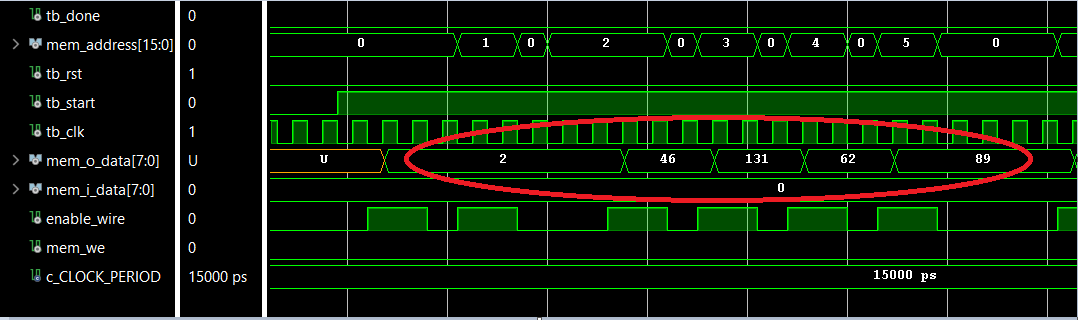 tb_done 0
mem_address[15:0] 0 0 1 0 2 0 3 0 4 0 5 0
tb_rst 1
tb_start 0
tb_clk 1
mem_o_data[7:0] U U 2 46 131 62 89
mem_i_data[7:0] 0 0
enable_wire 0
mem_we 0
c_CLOCK_PERIOD 15000 ps 15000 ps